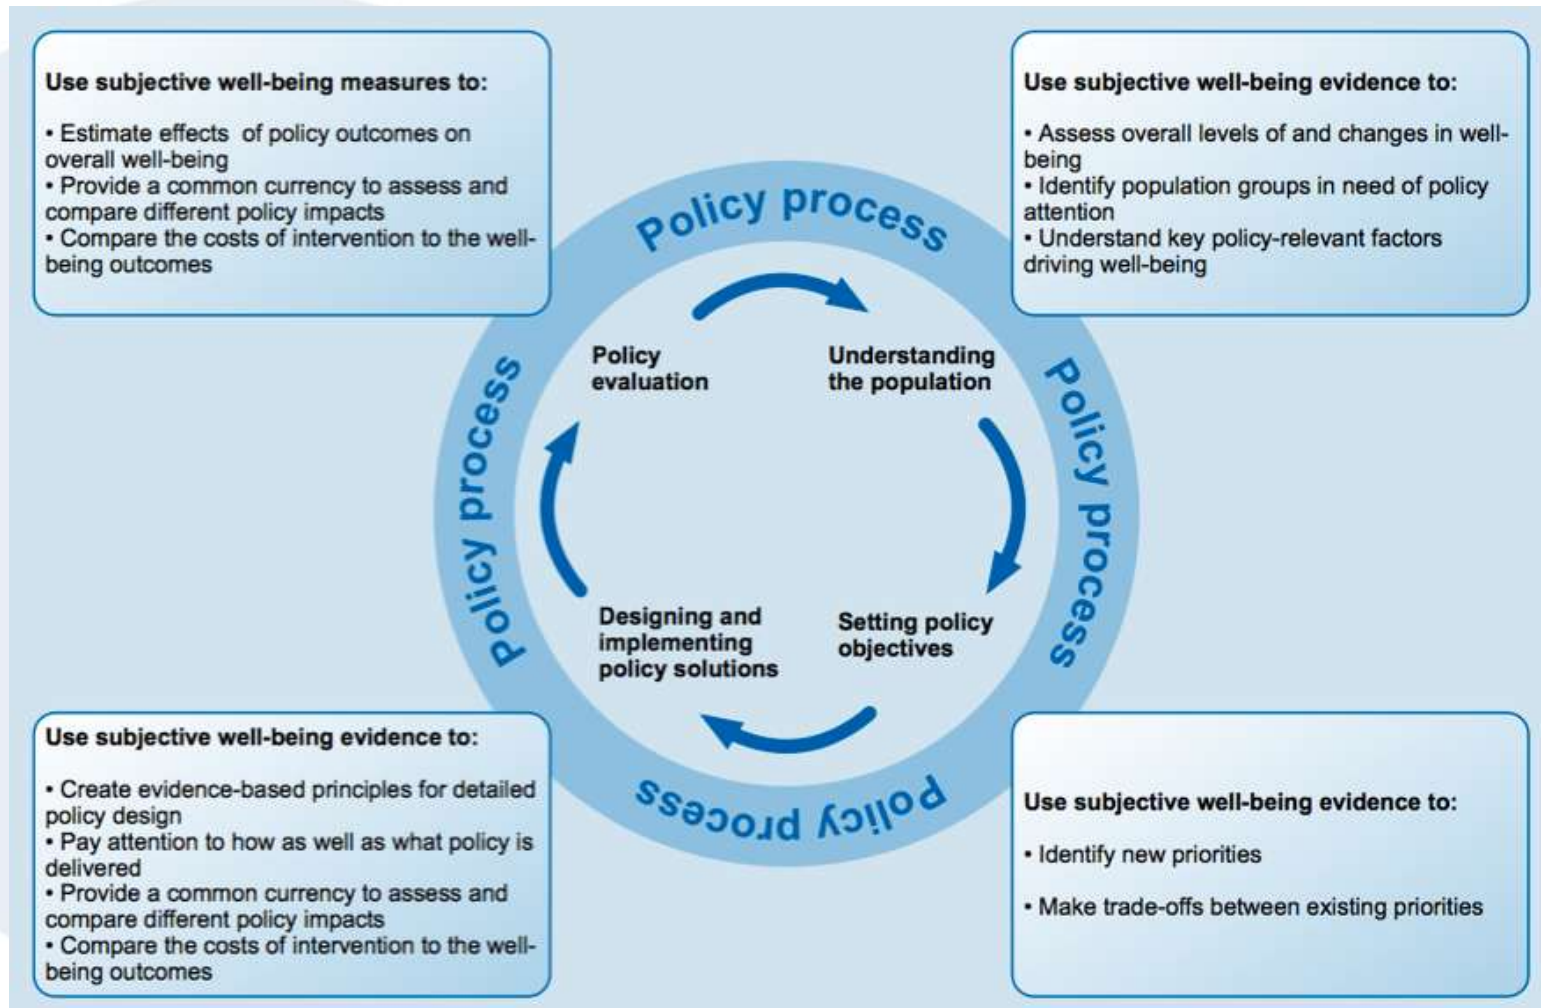 Use subjective well-being measures to:
• Estimate effects of policy outcomes on
overall well-being
• Provide a common currency to assess and
compare different policy impacts
• Compare the costs of intervention to the well-
being outcomes
Use subjective well-being evidence to:
• Assess overall levels of and changes in well-
being
• Identify population groups in need of policy
attention
• Understand key policy-relevant factors
driving well-being
Policy process
Policy process
Policy process
Policy process
Policy
evaluation
Understanding
the population
Designing and
implementing
policy solutions
Setting policy
objectives
Use subjective well-being evidence to:
• Create evidence-based principles for detailed
policy design
• Pay attention to how as well as what policy is
delivered
• Provide a common currency to assess and
compare different policy impacts
• Compare the costs of intervention to the well-
being outcomes
Use subjective well-being evidence to:
• Identify new priorities
• Make trade-offs between existing priorities